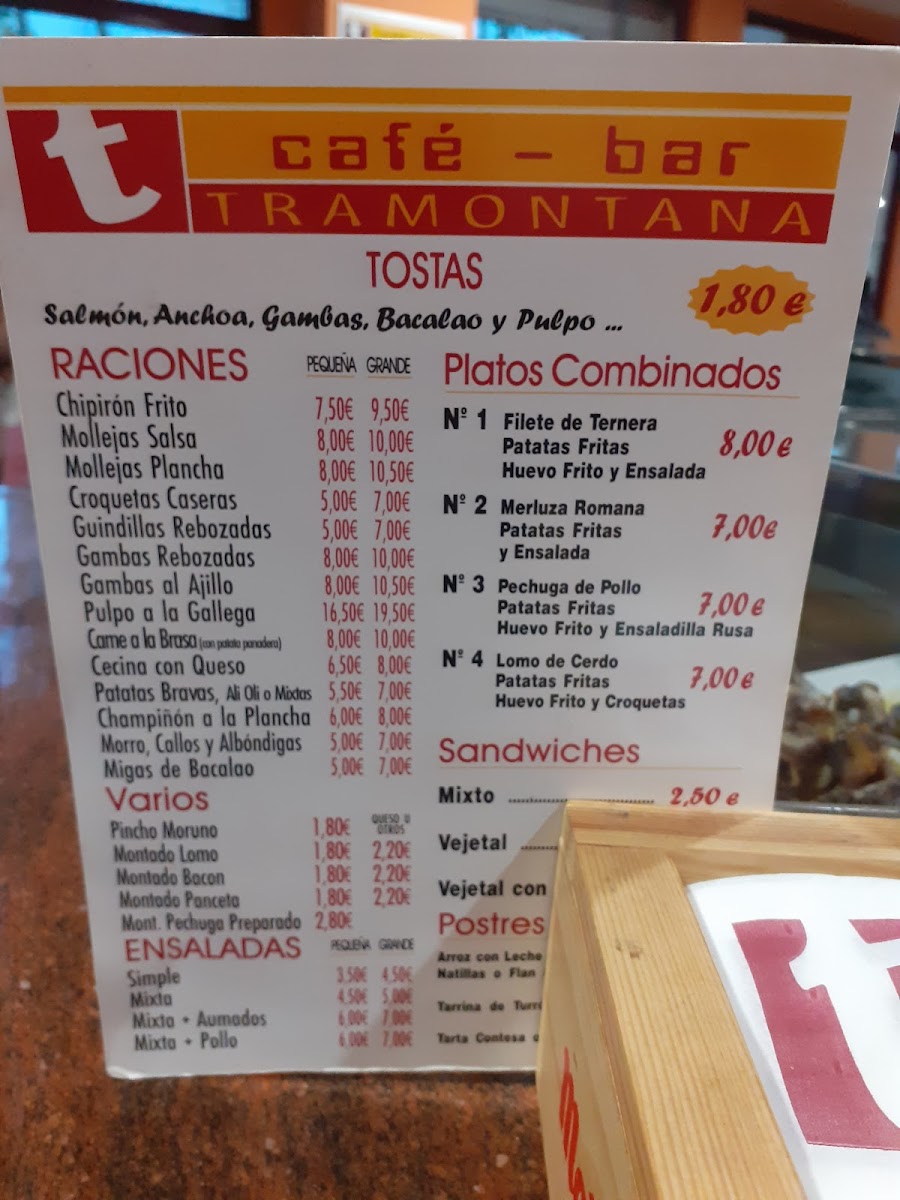 t
café - bar
TRAMONTANA
TOSTAS
Salmón, Anchoa, Gambas, Bacalao y Pulpo ...
1,80 €
RACIONES PEQUEÑA GRANDE
Chipirón Frito 7,50€ 9,50€
Mollejas Salsa 8,00€ 10,00€
Mollejas Plancha 8,00€ 10,50€
Croquetas Caseras 5,00€ 7,00€
Guindillas Rebozadas 5,00€ 7,00€
Gambas Rebozadas 8,00€ 10,00€
Gambas al Ajillo 8,00€ 10,50€
Pulpo a la Gallega 16,50€ 19,50€
Carne a la Brasa (con patata panadera) 8,00€ 10,00€
Cecina con Queso 6,50€ 8,00€
Patatas Bravas, Ali Oli o Mixtas 5,50€ 7,00€
Champiñón a la Plancha 6,00€ 8,00€
Morro, Callos y Albóndigas 5,00€ 7,00€
Migas de Bacalao 5,00€ 7,00€
Varios
QUESO U
OTROS
Pincho Moruno 1,80€
Montado Lomo 1,80€ 2,20€
Montado Bacon 1,80€ 2,20€
Montado Panceta 1,80€ 2,20€
Mont. Pechuga Preparado 2,80€
ENSALADAS PEQUEÑA GRANDE
Simple 3,50€ 4,50€
Mixta 4,50€ 5,00€
Mixta + Aumados 6,00€ 7,00€
Mixta + Pollo 6,00€ 7,00€
Platos Combinados
Nº 1 Filete de Ternera
Patatas Fritas 8,00 €
Huevo Frito y Ensalada
Nº 2 Merluza Romana
Patatas Fritas 7,00€
y Ensalada
Nº 3 Pechuga de Pollo
Patatas Fritas 7,00 €
Huevo Frito y Ensaladilla Rusa
Nº 4 Lomo de Cerdo
Patatas Fritas 7,00 €
Huevo Frito y Croquetas
Sandwiches
Mixto .......................... 2,50 €
Vejetal ......
Vejetal con
Postres
Arroz con Leche
Natillas o Flan
Tarrina de Turr
Tarta Contesa o
t